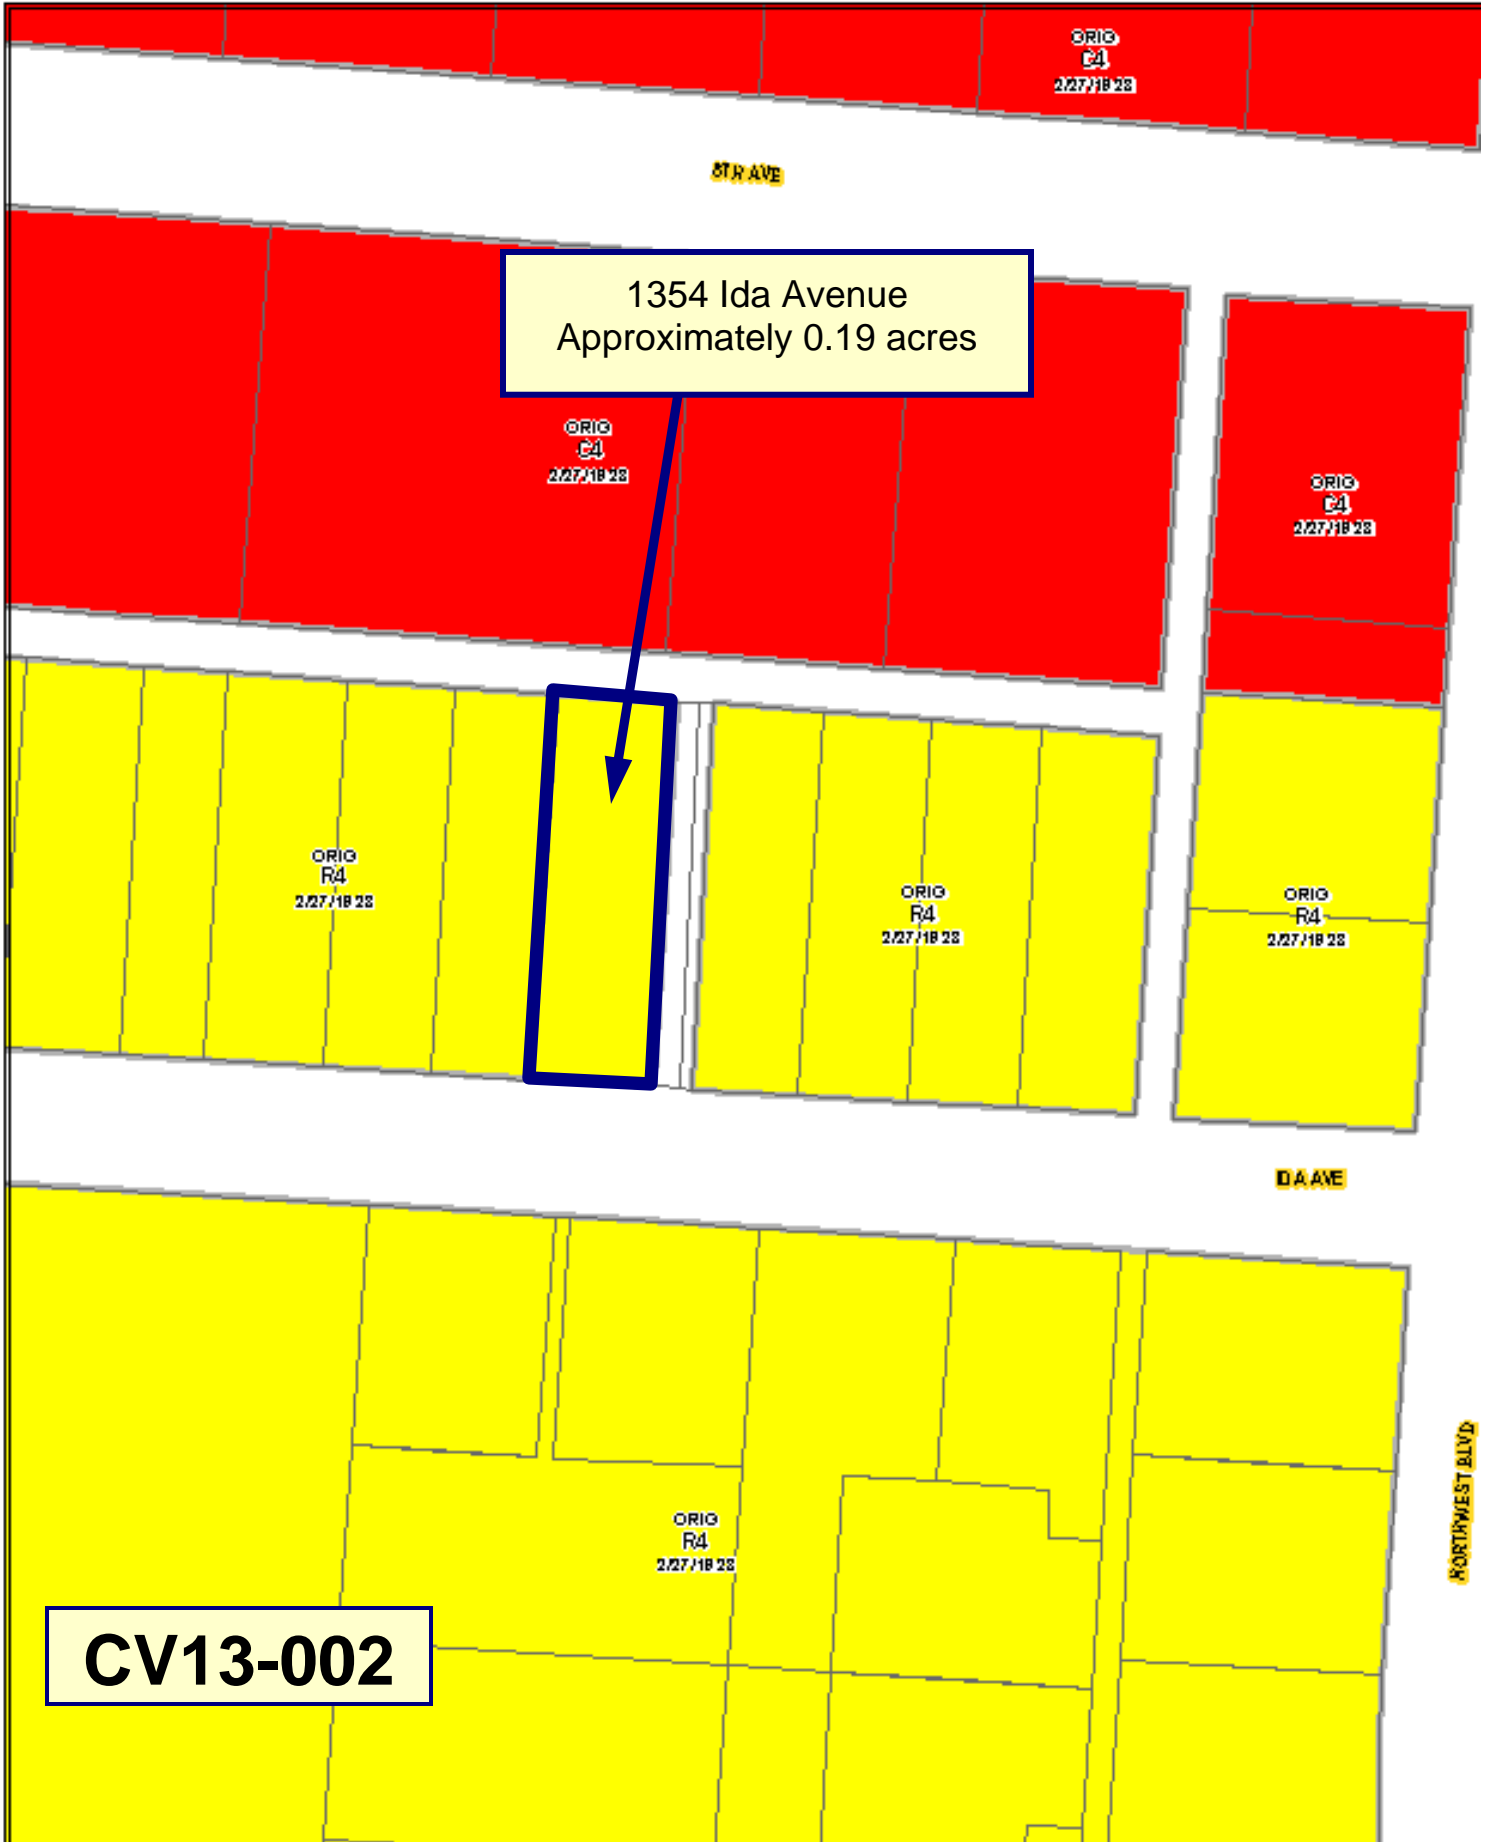 ORIG
C4
2/27/1928
5TH AVE
1354 Ida Avenue
Approximately 0.19 acres
ORIG
C4
2/27/1928
ORIG
C4
2/27/1928
ORIG
R4
2/27/1928
ORIG
R4
2/27/1928
ORIG
R4
2/27/1928
IDA AVE
NORTHWEST BLVD
ORIG
R4
2/27/1928
CV13-002